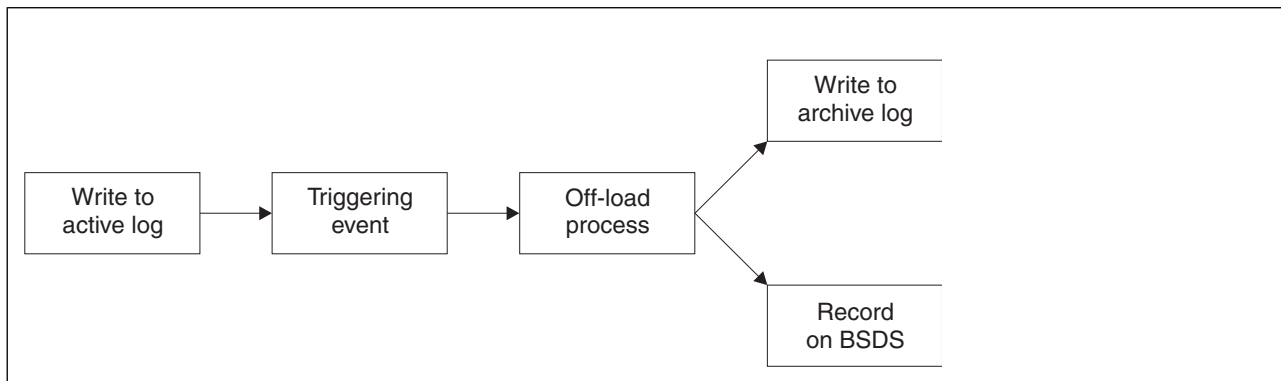 Write to
active log
Triggering
event
Off-load
process
Write to
archive log
Record
on BSDS